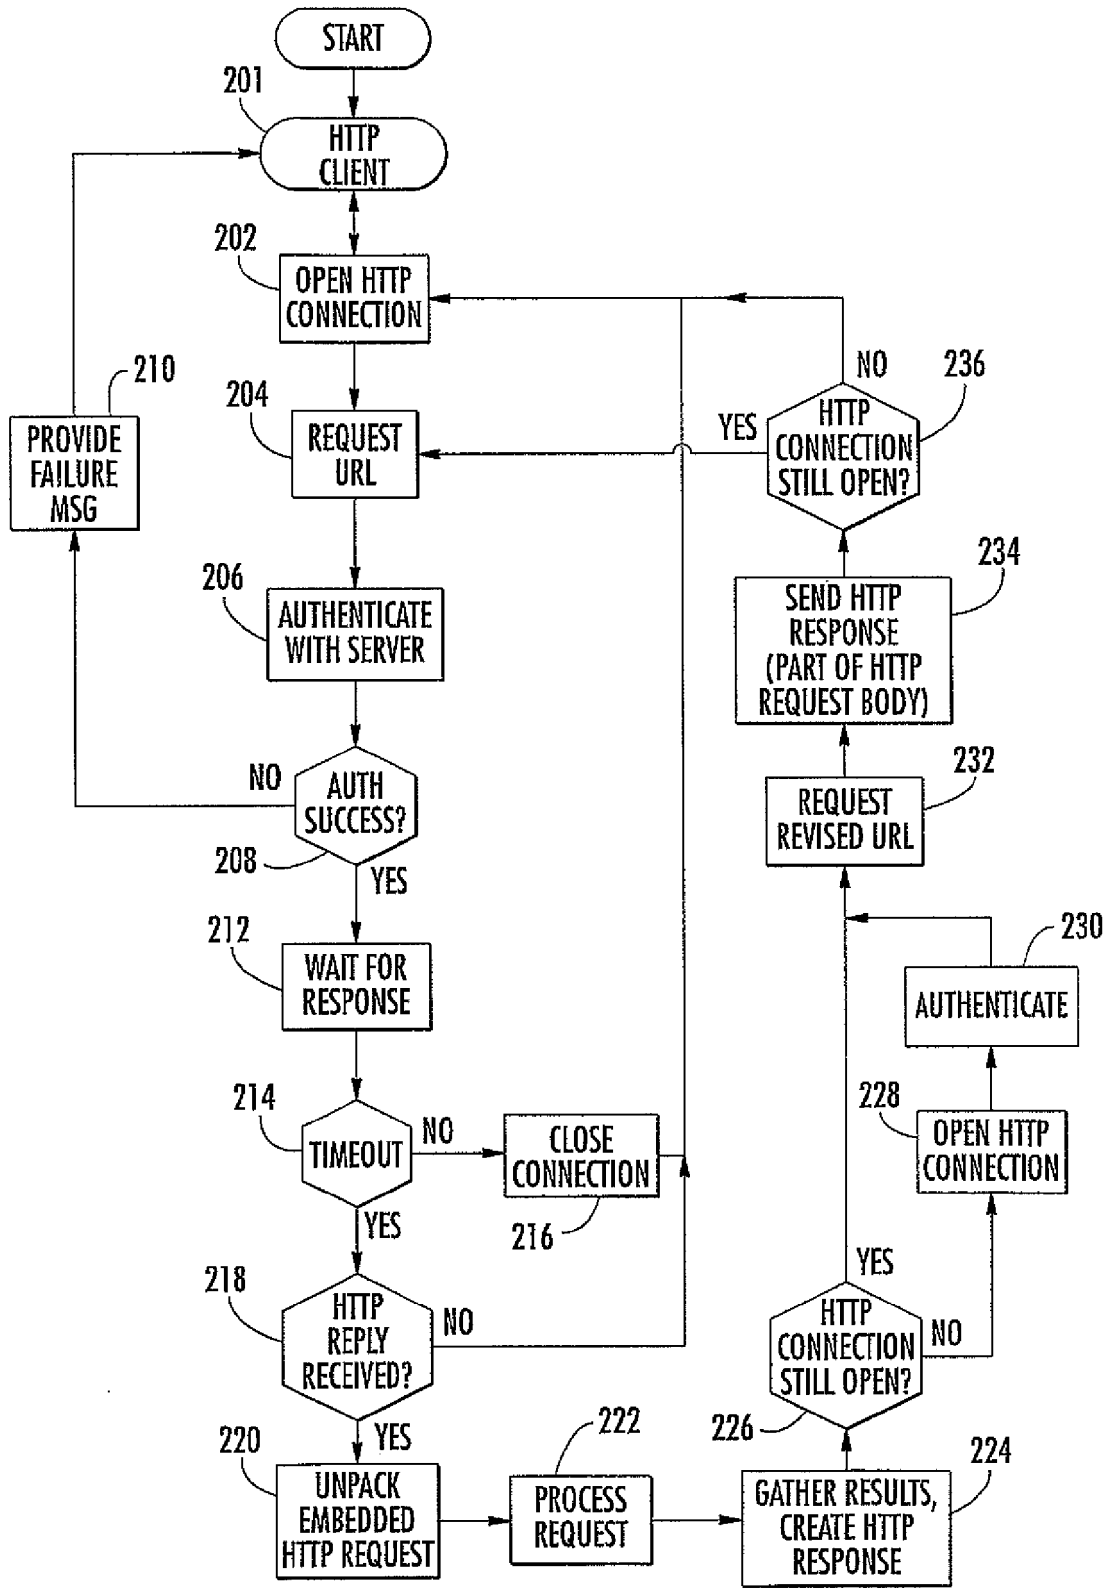 START
201
HTTP
CLIENT
202
OPEN HTTP
CONNECTION
210
PROVIDE
FAILURE
MSG
204
REQUEST
URL
NO
236
YES
HTTP
CONNECTION
STILL OPEN?
206
AUTHENTICATE
WITH SERVER
234
SEND HTTP
RESPONSE
(PART OF HTTP
REQUEST BODY)
NO
AUTH
SUCCESS?
208
YES
232
REQUEST
REVISED URL
212
WAIT FOR
RESPONSE
230
AUTHENTICATE
214
TIMEOUT
NO
CLOSE
CONNECTION
216
YES
228
OPEN HTTP
CONNECTION
218
HTTP
REPLY
RECEIVED?
NO
YES
YES
HTTP
CONNECTION
STILL OPEN?
NO
226
220
UNPACK
EMBEDDED
HTTP REQUEST
222
PROCESS
REQUEST
224
GATHER RESULTS,
CREATE HTTP
RESPONSE